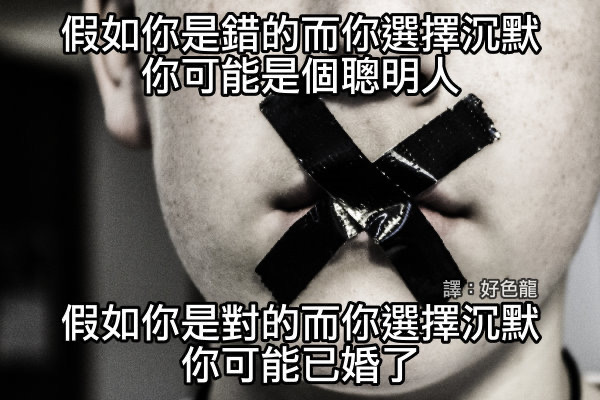 假如你是錯的而你選擇沉默
你可能是個聰明人
譯：好色龍
假如你是對的而你選擇沉默
你可能已婚了